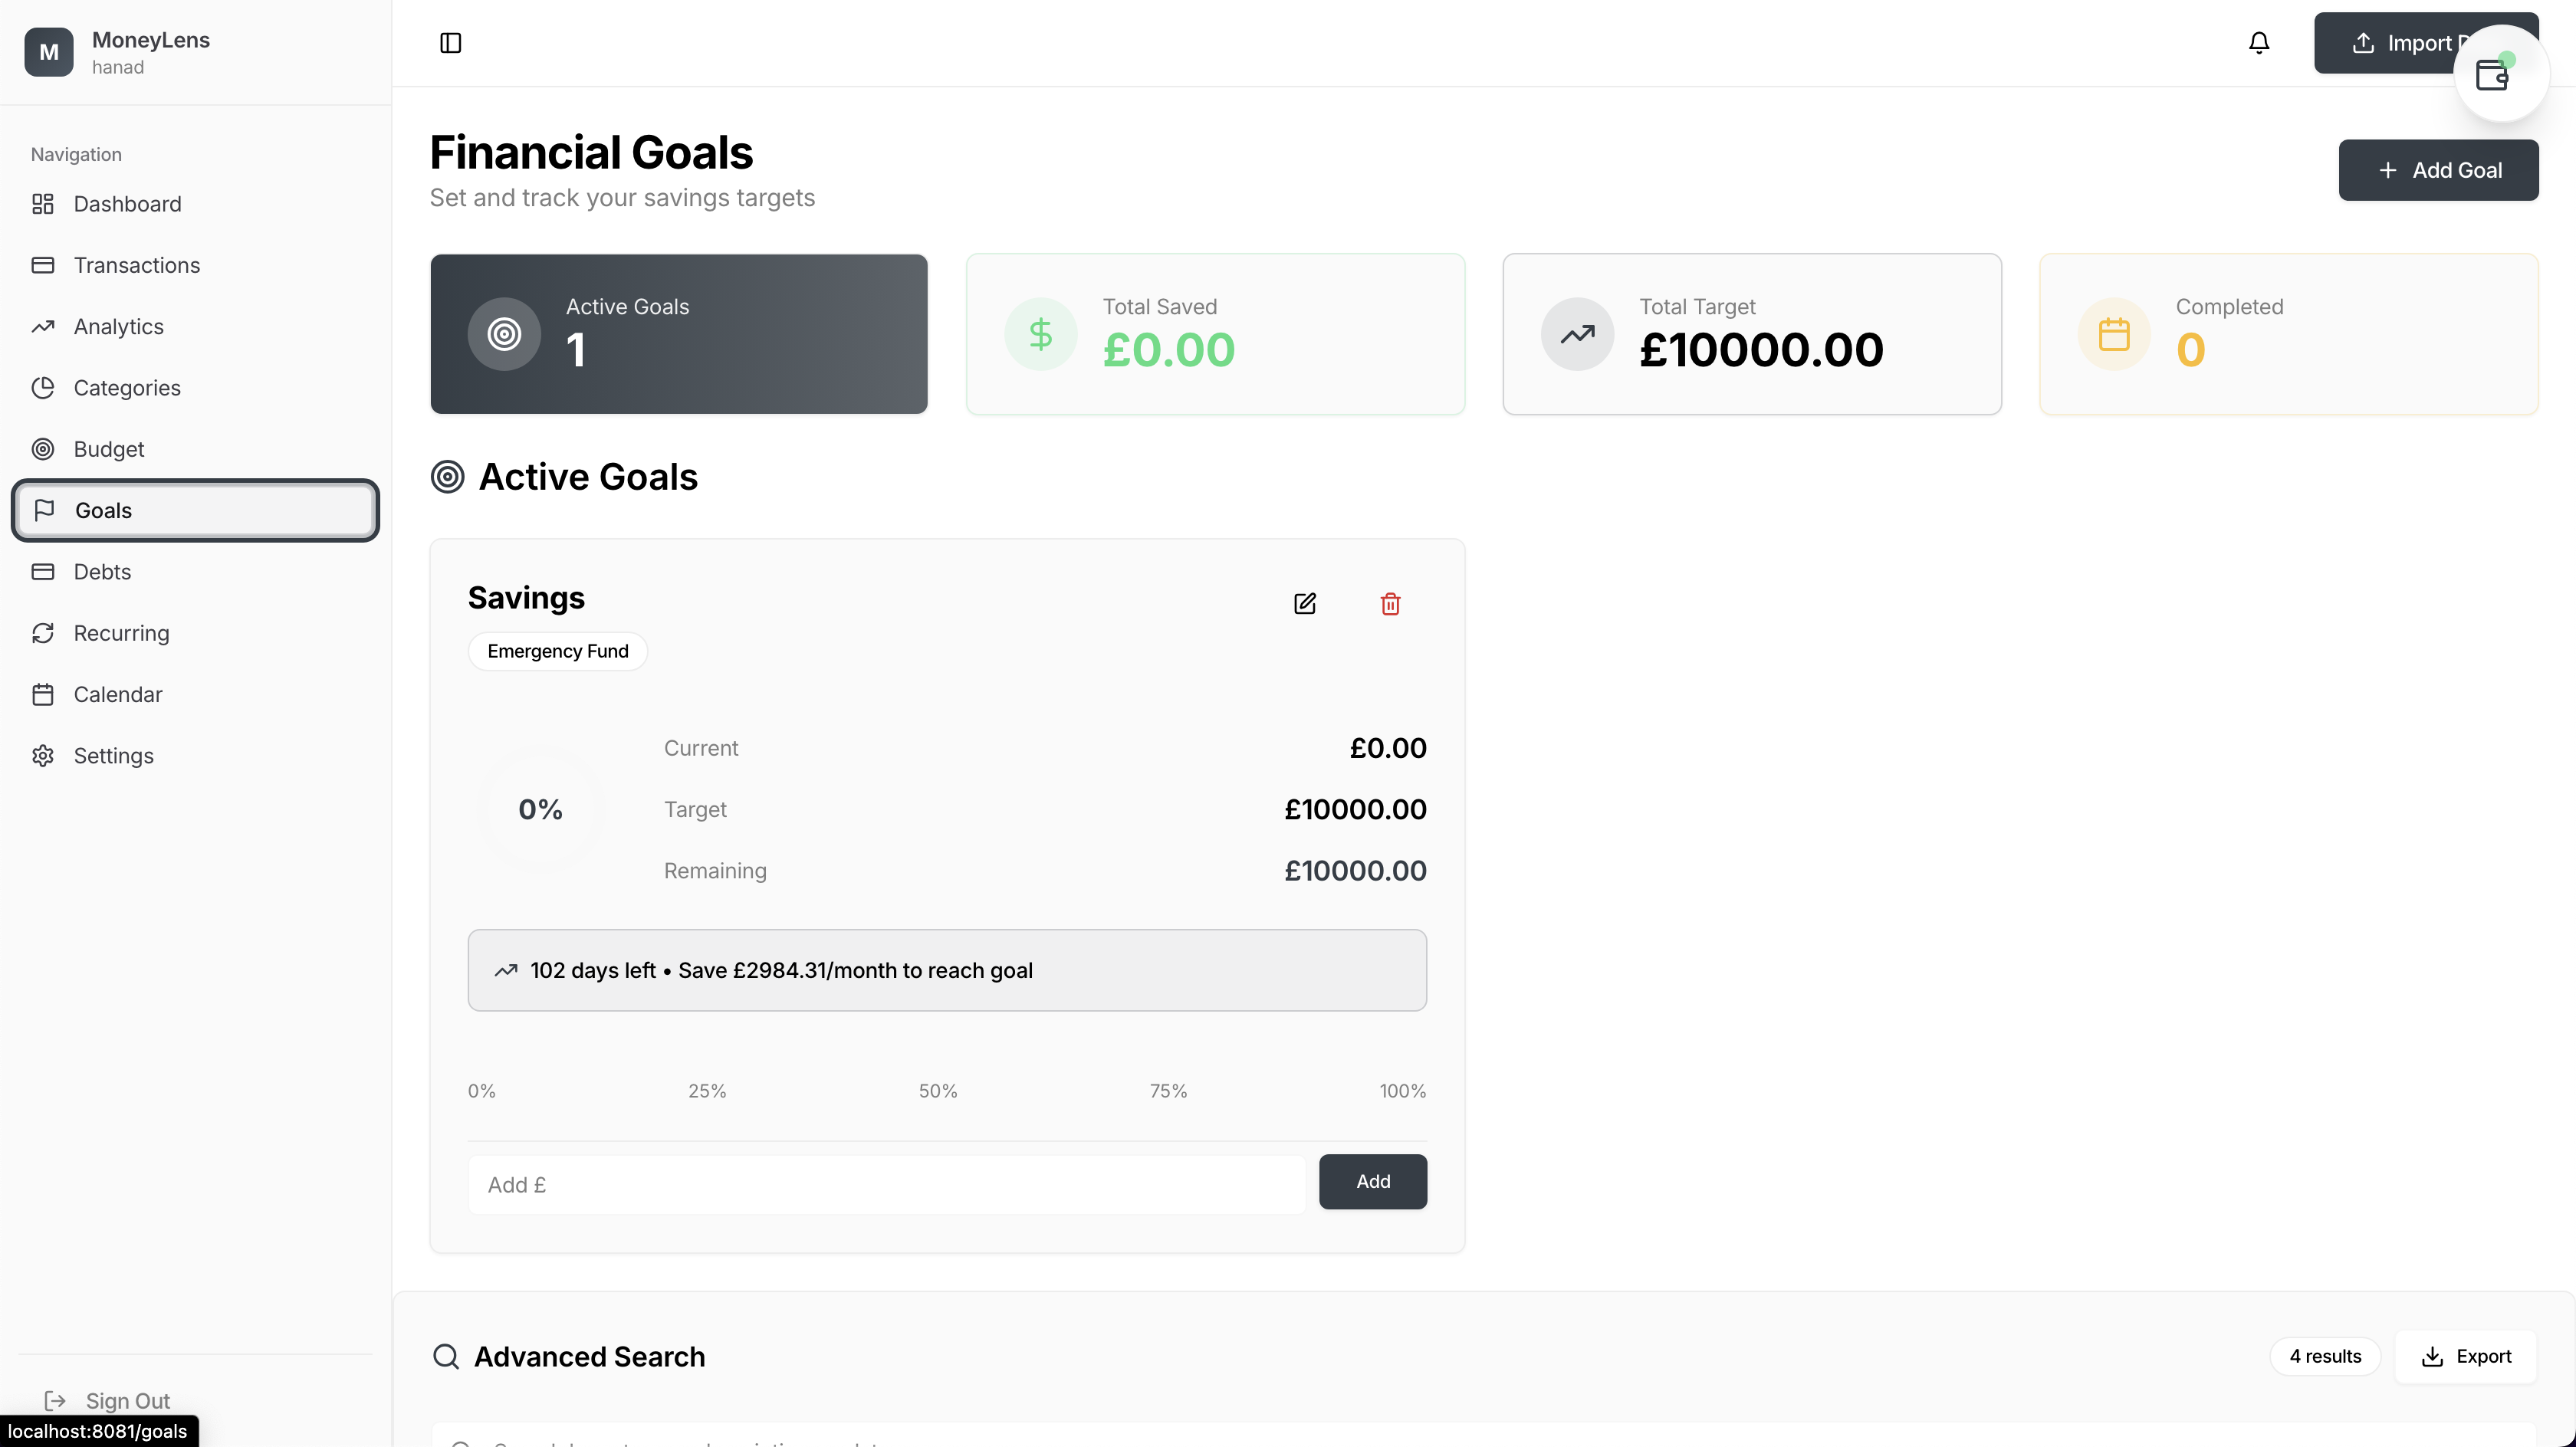 M
MoneyLens
hanad
Navigation
Dashboard
Transactions
Analytics
Categories
Budget
Goals
Debts
Recurring
Calendar
Settings
Sign Out
localhost:8081/goals
Import
Financial Goals
Set and track your savings targets
Add Goal
Active Goals
1
Total Saved
£0.00
Total Target
£10000.00
Completed
0
Active Goals
Savings
Emergency Fund
0%
Current £0.00
Target £10000.00
Remaining £10000.00
102 days left • Save £2984.31/month to reach goal
0% 25% 50% 75% 100%
Add £
Add
Advanced Search
4 results
Export